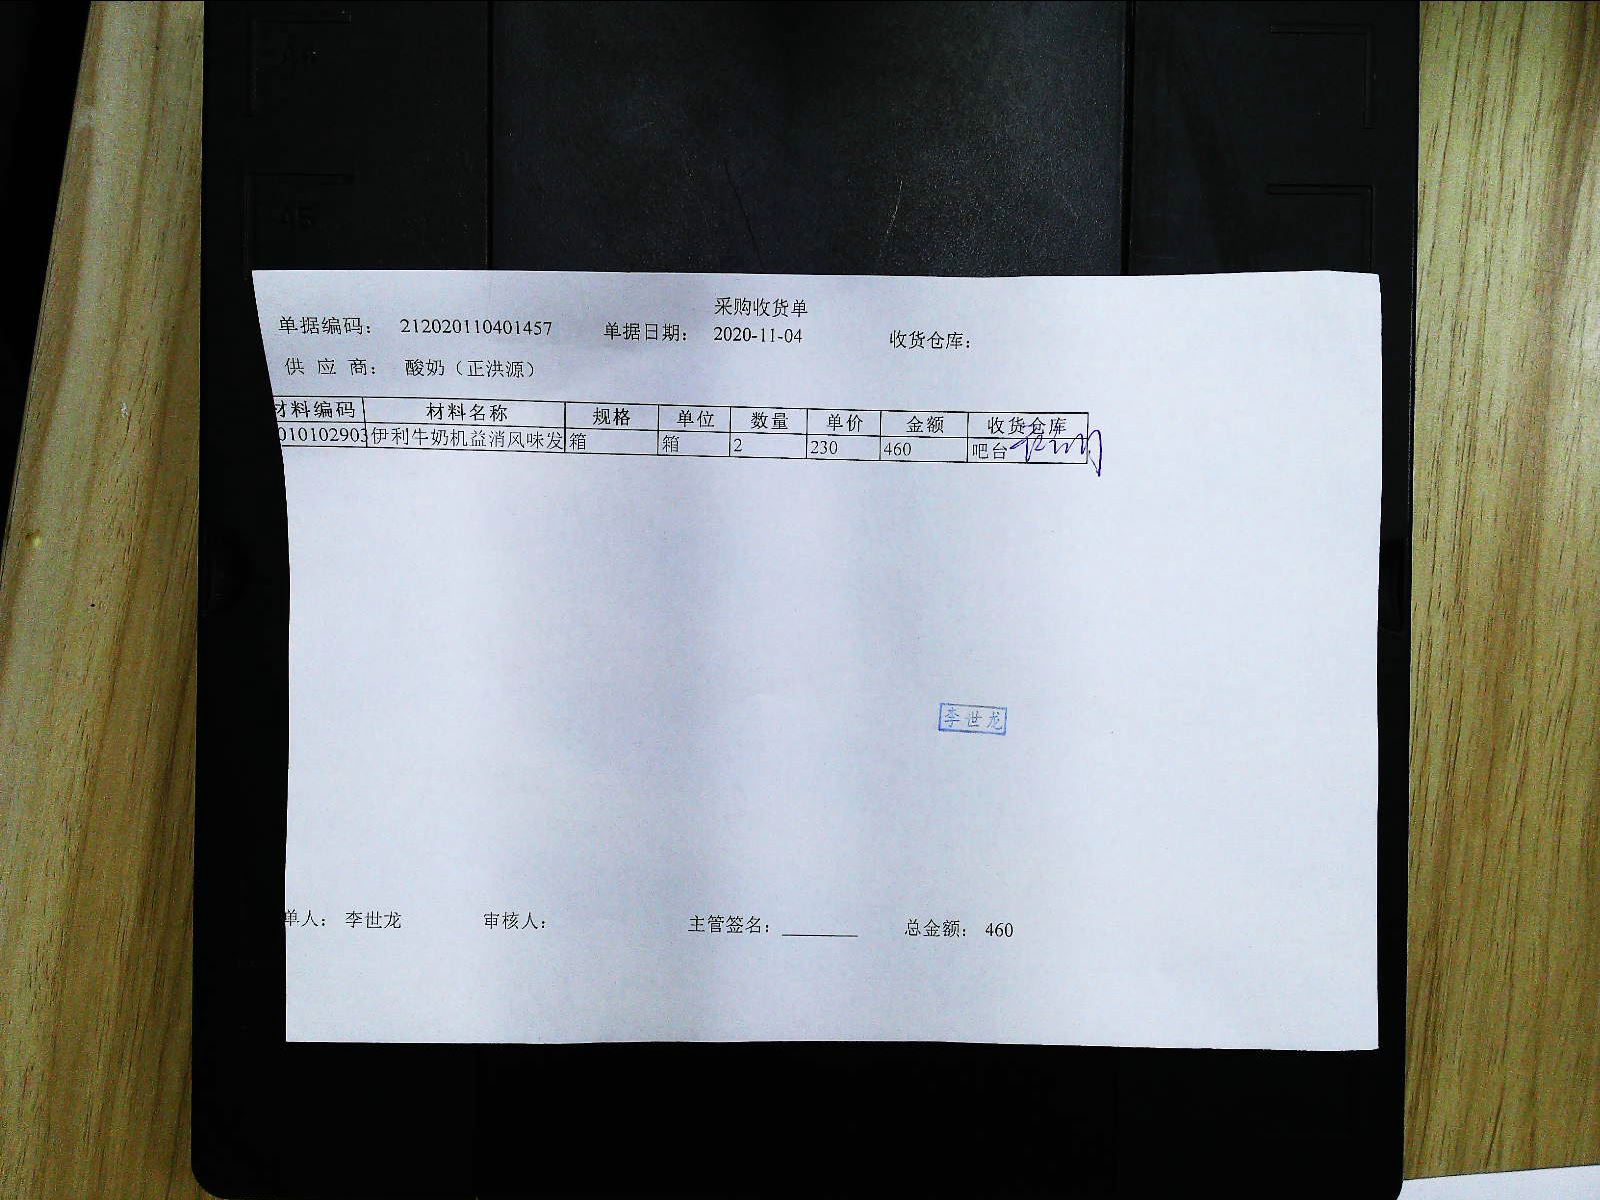 采购收货单
单据编码: 212020110401457 单据日期: 2020-11-04 收货仓库:
供 应 商: 酸奶（正洪源）
材料编码 材料名称 规格 单位 数量 单价 金额 收货仓库
010102903 伊利牛奶机益消风味发 箱 箱 2 230 460 吧台
李世龙
单人: 李世龙 审核人: 主管签名: ________ 总金额: 460